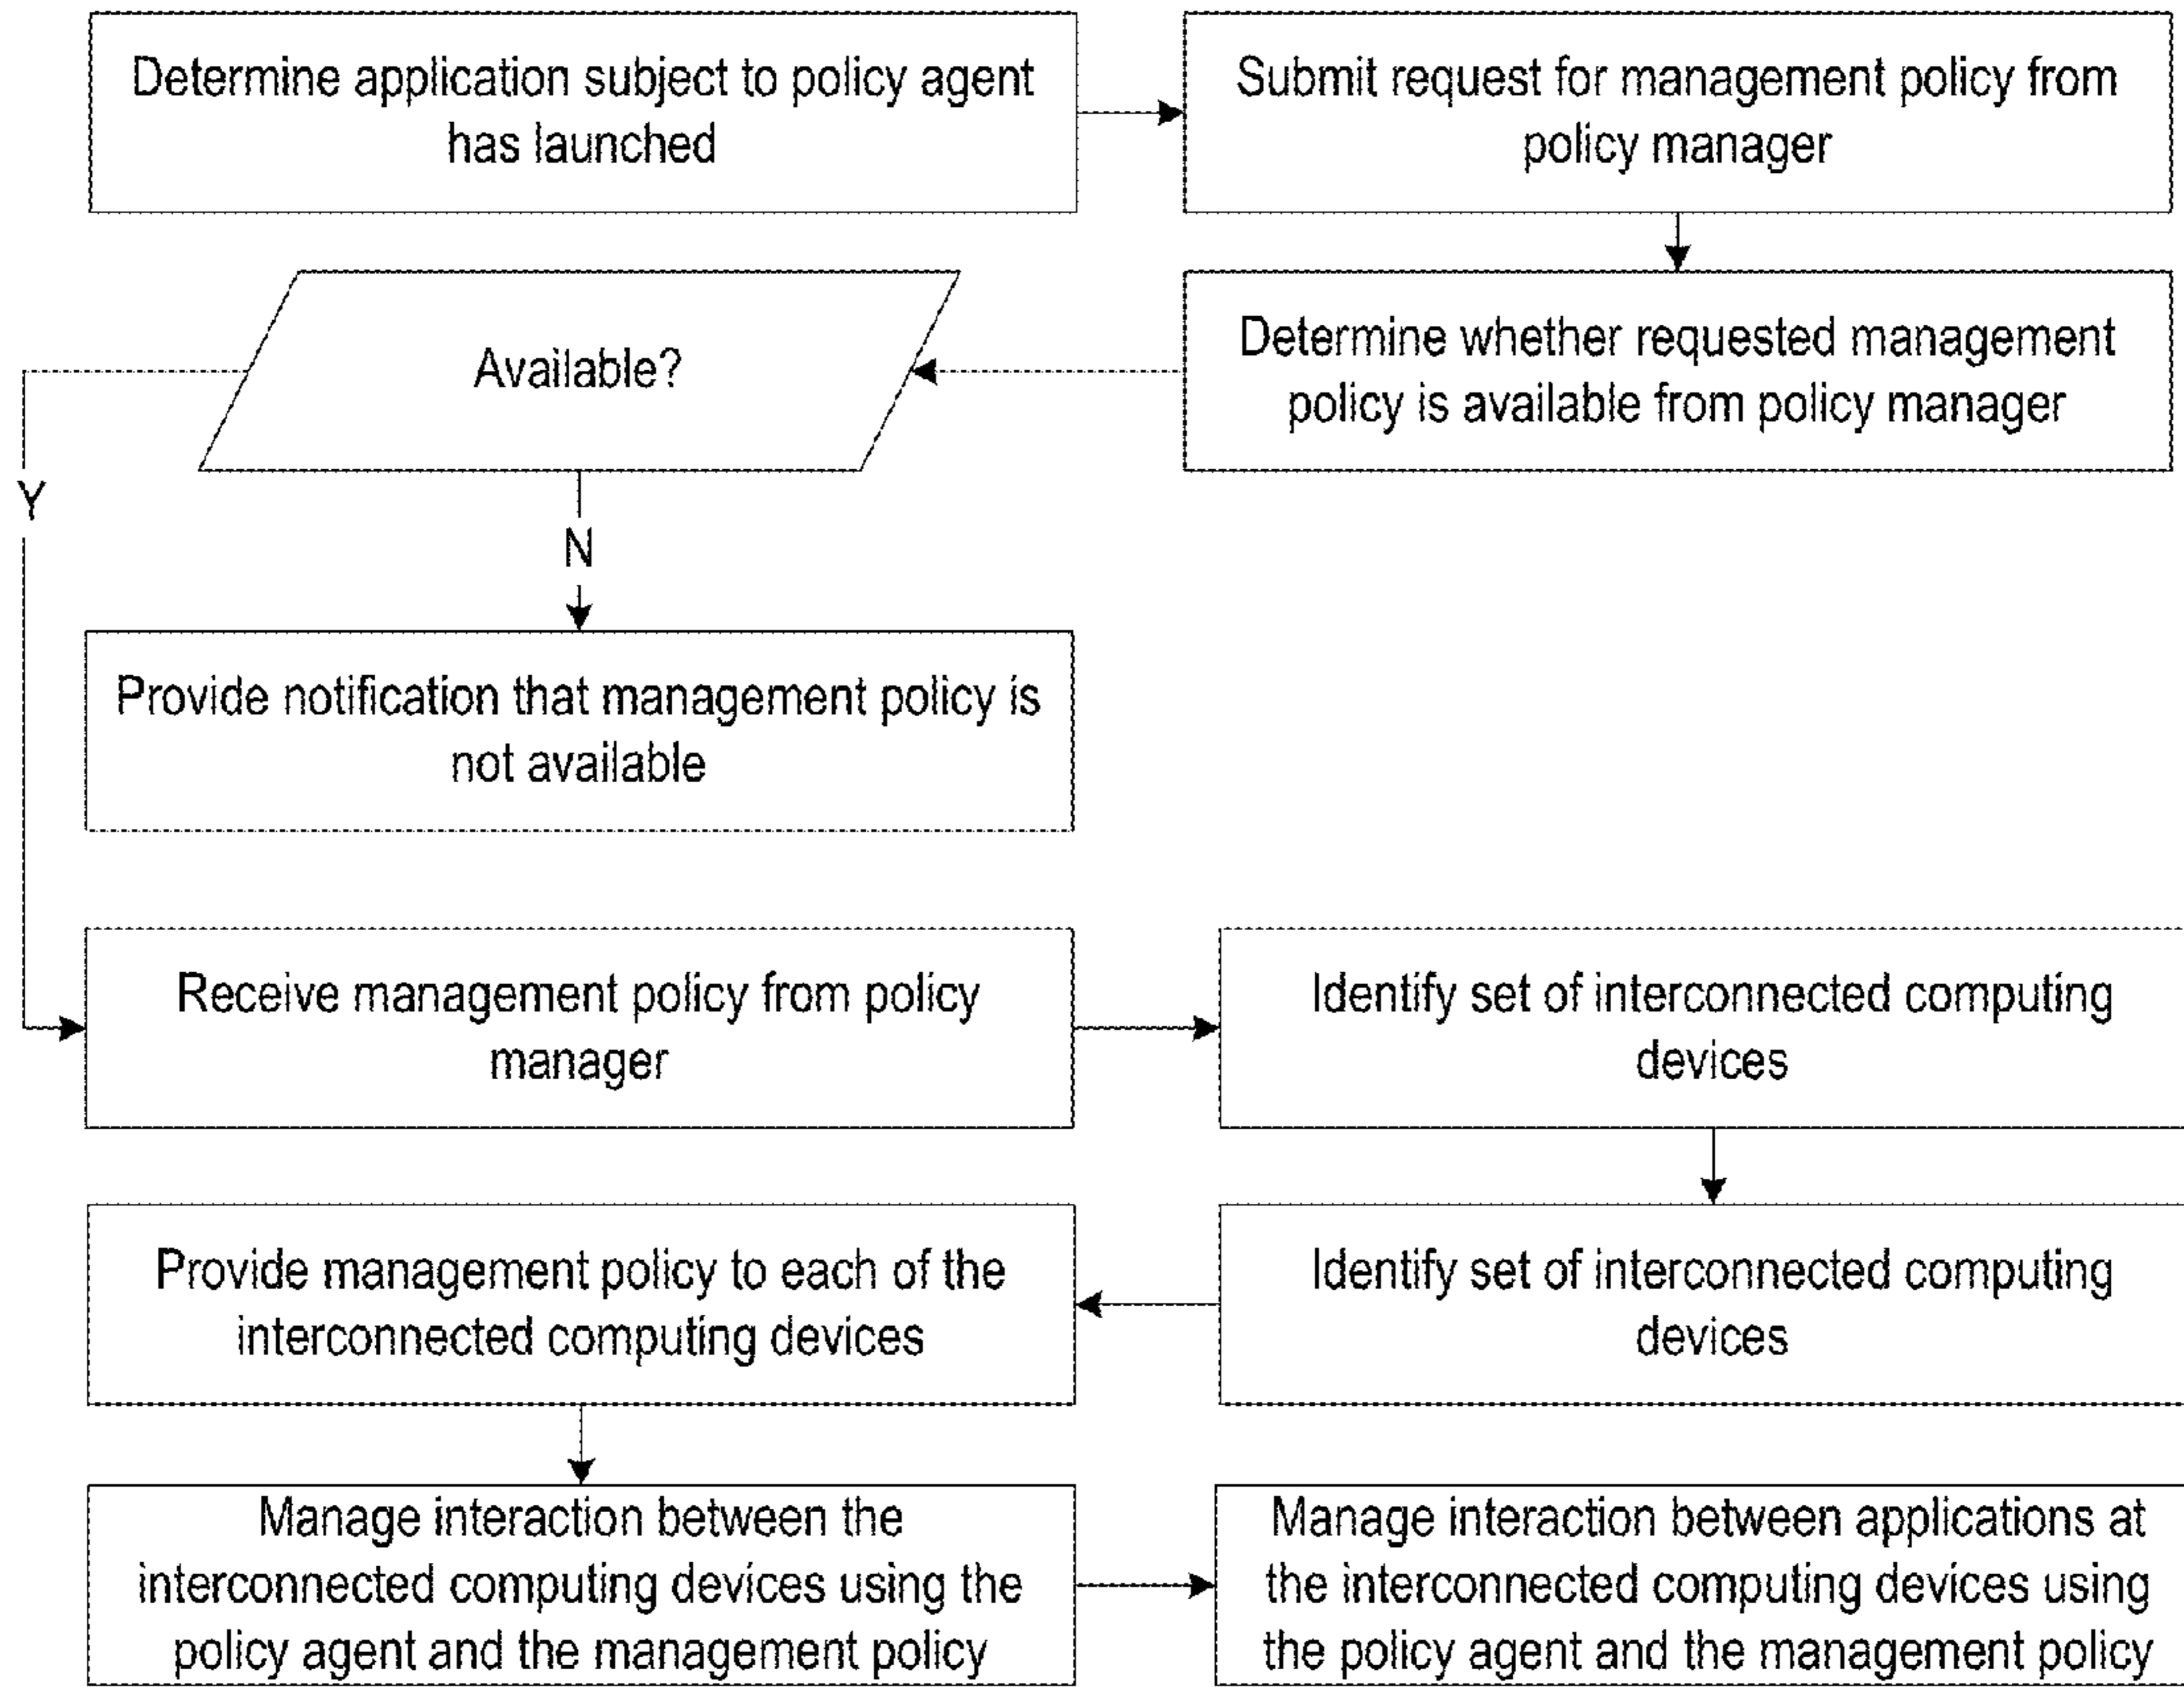 Determine application subject to policy agent
has launched
Submit request for management policy from
policy manager
Determine whether requested management
policy is available from policy manager
Available?
Y
N
Provide notification that management policy is
not available
Receive management policy from policy
manager
Identify set of interconnected computing
devices
Identify set of interconnected computing
devices
Provide management policy to each of the
interconnected computing devices
Manage interaction between the
interconnected computing devices using the
policy agent and the management policy
Manage interaction between applications at
the interconnected computing devices using
the policy agent and the management policy